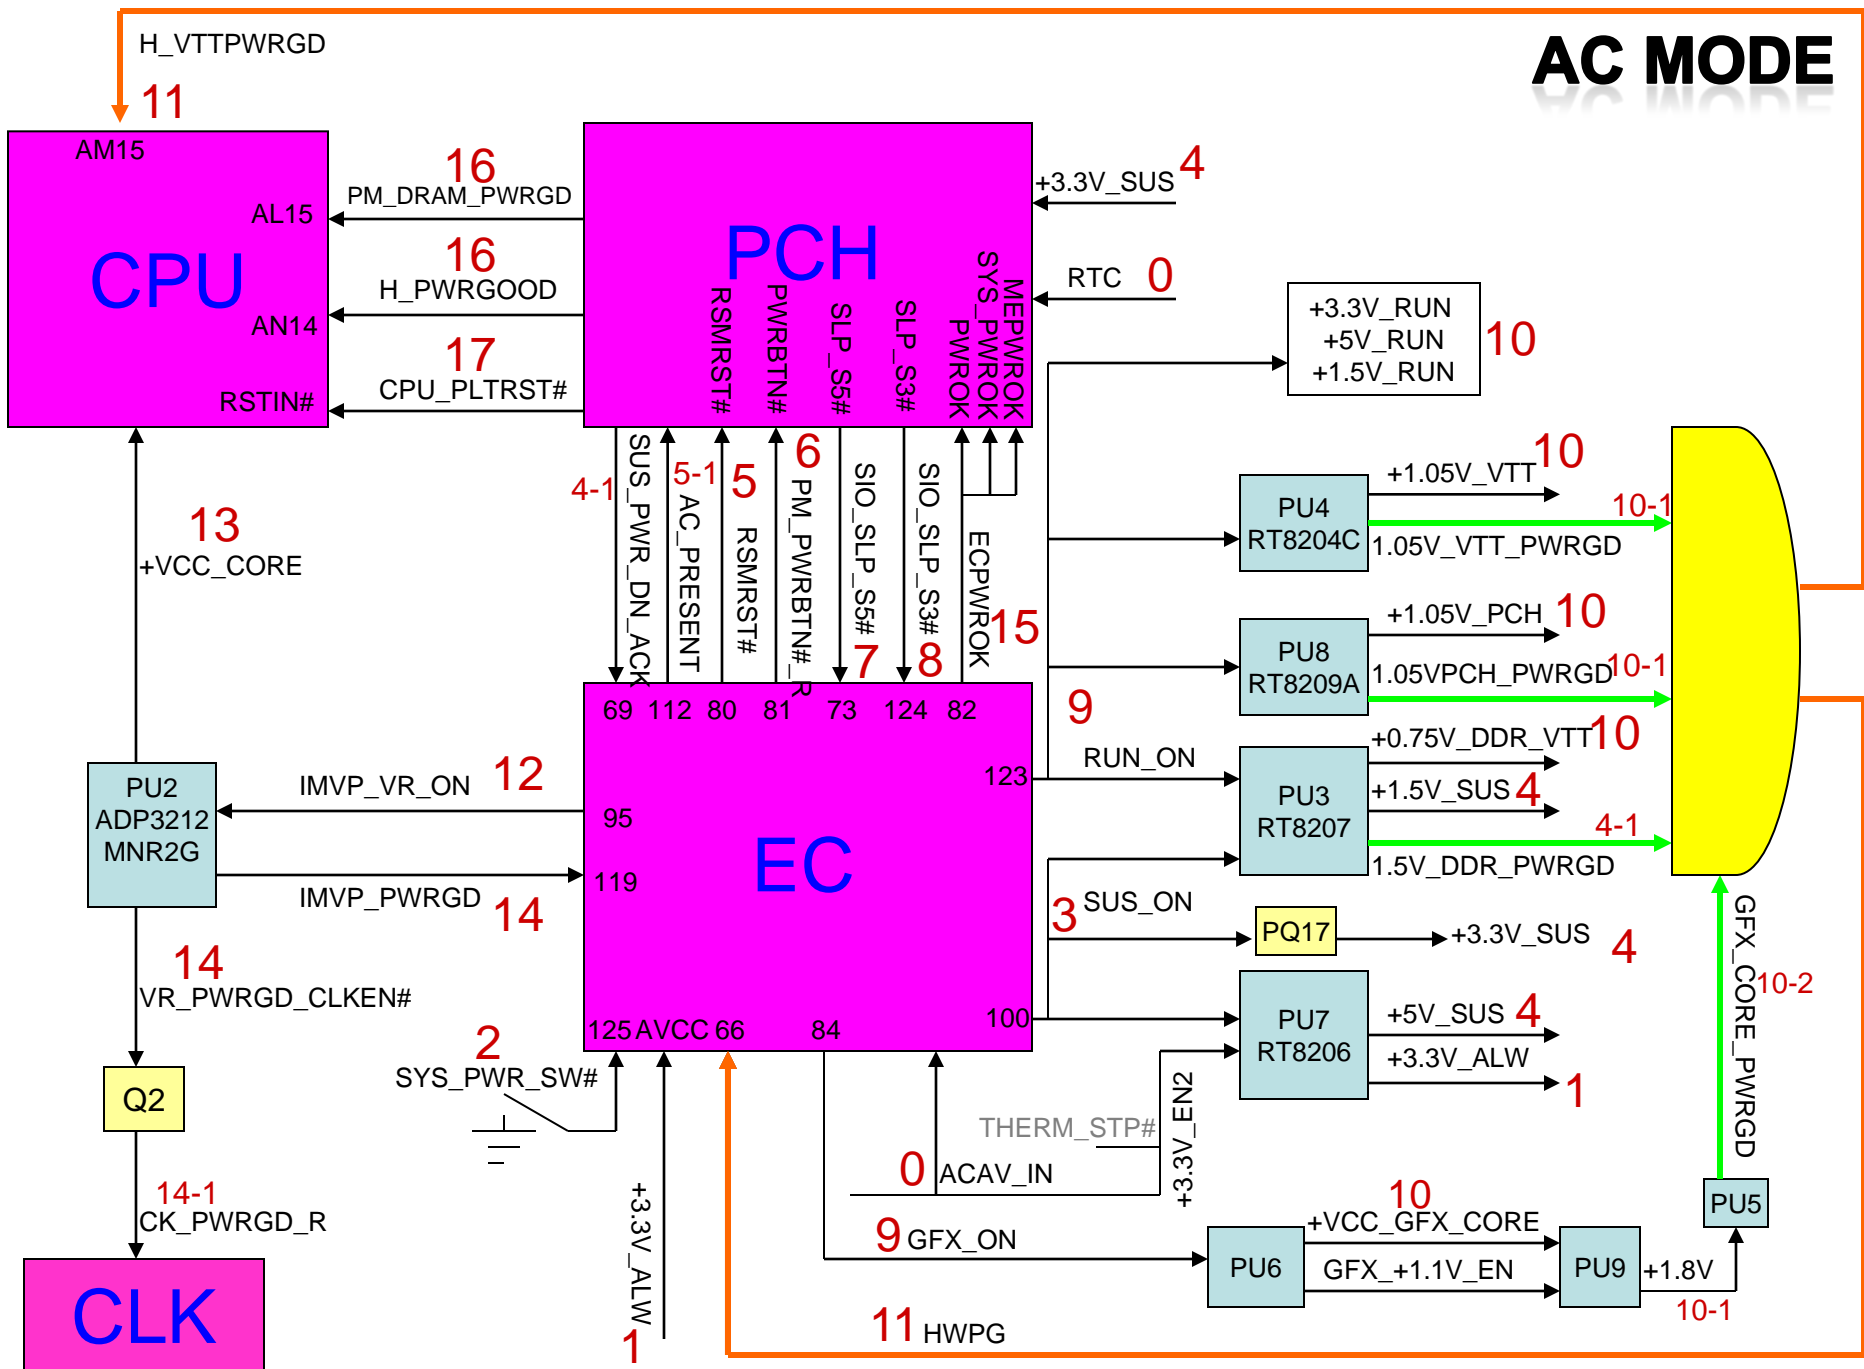 AC MODE
H_VTTPWRGD
11
AM15
AL15
CPU
AN14
RSTIN#
16
PM_DRAM_PWRGD
16
H_PWRGOOD
17
CPU_PLTRST#
PCH
RSMRST#
PWRBTN#
SLP_S5#
SLP_S3#
PWROK
SYS_PWROK
MEPWROK
+3.3V_SUS
4
RTC
0
+3.3V_RUN
+5V_RUN
+1.5V_RUN
10
4-1
SUS_PWR_DN_ACK
5-1
AC_PRESENT
5
RSMRST#
6
PM_PWRBTN#_R
SIO_SLP_S5#
7
SIO_SLP_S3#
8
ECPWROK
15
PU4
RT8204C
+1.05V_VTT
10
10-1
1.05V_VTT_PWRGD
PU8
RT8209A
+1.05V_PCH
10
1.05VPCH_PWRGD
10-1
13
+VCC_CORE
69
112
80
81
73
124
82
123
9
RUN_ON
PU3
RT8207
+0.75V_DDR_VTT
10
+1.5V_SUS
4
4-1
1.5V_DDR_PWRGD
PU2
ADP3212
MNR2G
IMVP_VR_ON
12
95
EC
119
IMVP_PWRGD
14
3
SUS_ON
PQ17
+3.3V_SUS
4
GFX_CORE_PWRGD
10-2
14
VR_PWRGD_CLKEN#
125
AVCC
66
84
100
PU7
RT8206
+5V_SUS
4
+3.3V_ALW
1
2
SYS_PWR_SW#
Q2
THERM_STP#
+3.3V_EN2
0
ACAV_IN
14-1
CK_PWRGD_R
CLK
+3.3V_ALW
1
9
GFX_ON
PU6
10
+VCC_GFX_CORE
GFX_+1.1V_EN
PU9
+1.8V
10-1
PU5
11
HWPG